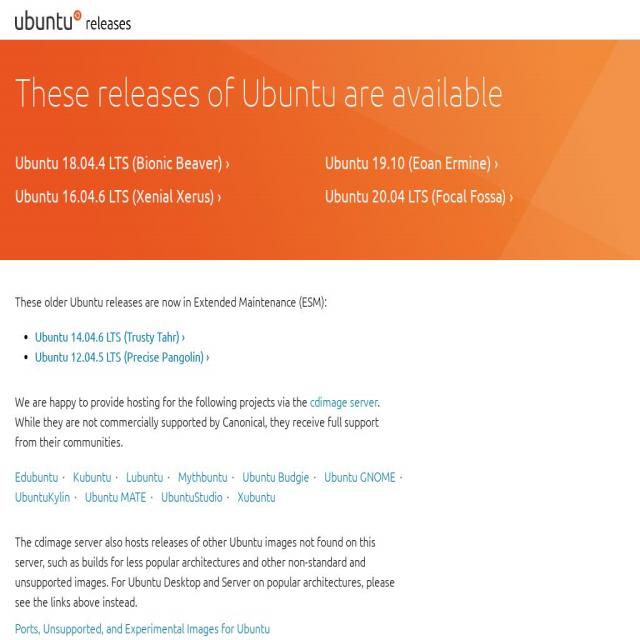 ubuntu releases
These releases of Ubuntu are available
Ubuntu 18.04.4 LTS (Bionic Beaver) ›
Ubuntu 19.10 (Eoan Ermine) ›
Ubuntu 16.04.6 LTS (Xenial Xerus) ›
Ubuntu 20.04 LTS (Focal Fossa) ›
These older Ubuntu releases are now in Extended Maintenance (ESM):
• Ubuntu 14.04.6 LTS (Trusty Tahr) ›
• Ubuntu 12.04.5 LTS (Precise Pangolin) ›
We are happy to provide hosting for the following projects via the cdimage server.
While they are not commercially supported by Canonical, they receive full support
from their communities.
Edubuntu · Kubuntu · Lubuntu · Mythbuntu · Ubuntu Budgie · Ubuntu GNOME ·
UbuntuKylin · Ubuntu MATE · UbuntuStudio · Xubuntu
The cdimage server also hosts releases of other Ubuntu images not found on this
server, such as builds for less popular architectures and other non-standard and
unsupported images. For Ubuntu Desktop and Server on popular architectures, please
see the links above instead.
Ports, Unsupported, and Experimental Images for Ubuntu